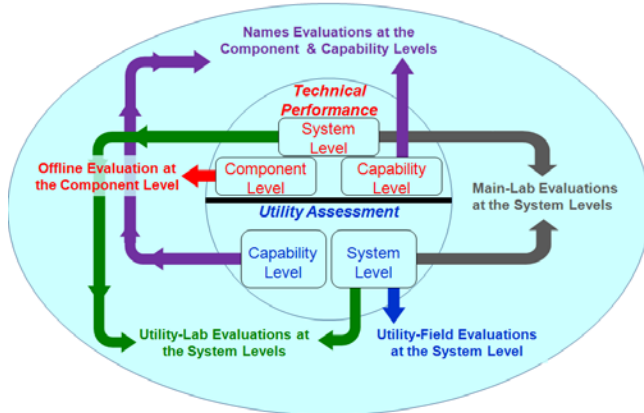 Names Evaluations at
the Component & Capability Levels
Technical
Performance
System
Level
Offline Evaluation at
the Component Level
Component
Level
Capability
Level
Main-Lab Evaluations
at the System Levels
Utility Assessment
Capability
Level
System
Level
Utility-Lab Evaluations at
the System Levels
Utility-Field Evaluations
at the System Level